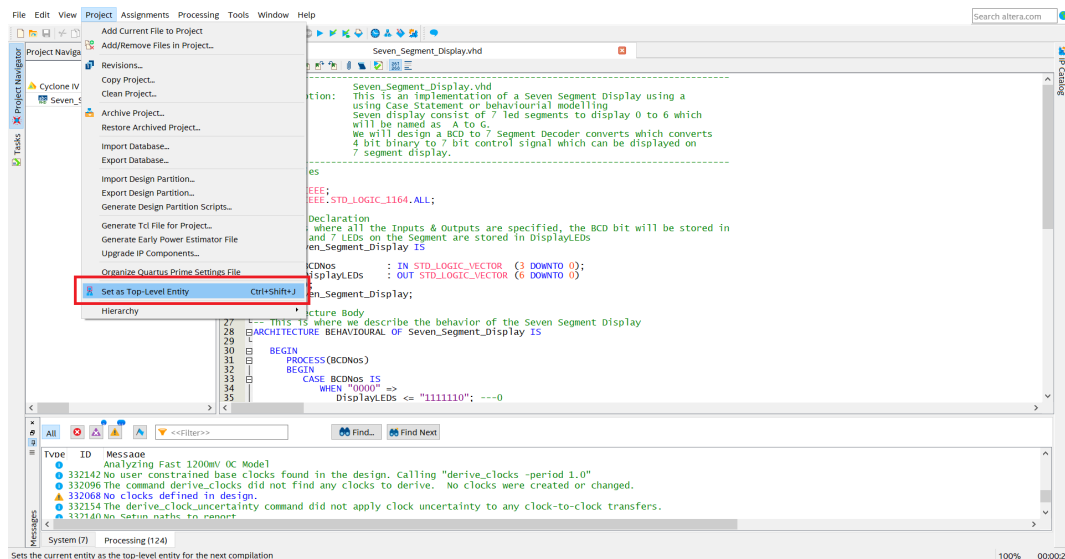 File Edit View Project Assignments Processing Tools Window Help
Search altera.com
Add Current File to Project
Add/Remove Files in Project...
Revisions...
Copy Project...
Clean Project...
Archive Project...
Restore Archived Project...
Import Database...
Export Database...
Import Design Partition...
Export Design Partition...
Generate Design Partition Scripts...
Generate Tcl File for Project...
Generate Early Power Estimator File
Upgrade IP Components...
Organize Quartus Prime Settings File
Set as Top-Level Entity Ctrl+Shift+J
Hierarchy
Project Naviga
Cyclone IV
Seven_S
Project Navigator
Tasks
IP Catalog
Seven_Segment_Display.vhd
Seven_Segment_Display.vhd
tion: This is an implementation of a Seven Segment Display using a
using Case Statement or behaviourial modelling
Seven display consist of 7 led segments to display 0 to 6 which
will be named as A to G.
We will design a BCD to 7 Segment Decoder converts which converts
4 bit binary to 7 bit control signal which can be displayed on
7 segment display.
es
EEE;
EEE.STD_LOGIC_1164.ALL;
Declaration
where all the Inputs & Outputs are specified, the BCD bit will be stored in
and 7 LEDs on the Segment are stored in DisplayLEDs
en_Segment_Display IS
CDNos : IN STD_LOGIC_VECTOR (3 DOWNTO 0);
isplayLEDs : OUT STD_LOGIC_VECTOR (6 DOWNTO 0)
en_Segment_Display;
cture Body
27 --- This is where we describe the behavior of the Seven Segment Display
28 ARCHITECTURE BEHAVIOURAL OF Seven_Segment_Display IS
29
30 BEGIN
31 PROCESS(BCDNos)
32 BEGIN
33 CASE BCDNos IS
34 WHEN "0000" =>
35 DisplayLEDs <= "1111110"; ---0
All <<Filter>> Find... Find Next
Type ID Message
Analyzing Fast 1200mV 0C Model
332142 No user constrained base clocks found in the design. Calling "derive_clocks -period 1.0"
332096 The command derive_clocks did not find any clocks to derive. No clocks were created or changed.
332068 No clocks defined in design.
332154 The derive_clock_uncertainty command did not apply clock uncertainty to any clock-to-clock transfers.
332140 No Setup paths to report
System (7) Processing (124)
Messages
Sets the current entity as the top-level entity for the next compilation
100% 00:00:2